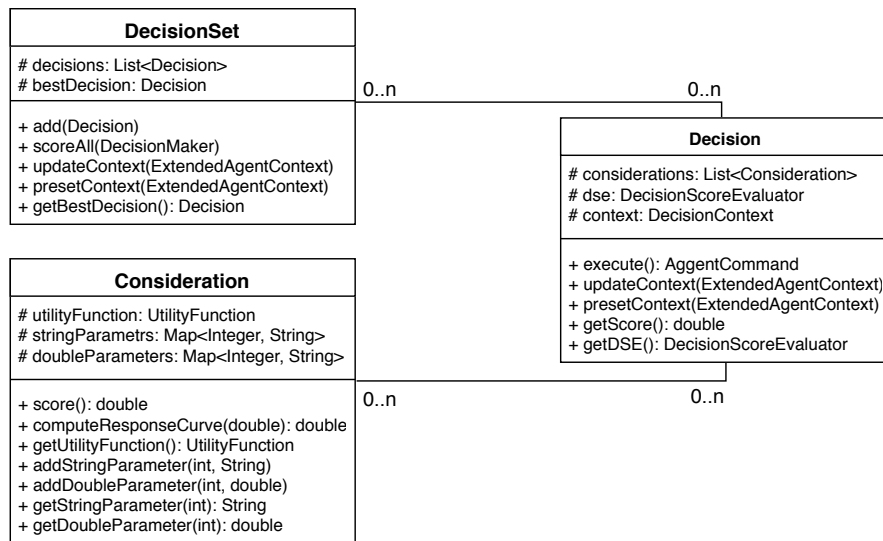 DecisionSet
# decisions: List<Decision>
# bestDecision: Decision
+ add(Decision)
+ scoreAll(DecisionMaker)
+ updateContext(ExtendedAgentContext)
+ presetContext(ExtendedAgentContext)
+ getBestDecision(): Decision
0..n
0..n
Decision
# considerations: List<Consideration>
# dse: DecisionScoreEvaluator
# context: DecisionContext
+ execute(): AggentCommand
+ updateContext(ExtendedAgentContext)
+ presetContext(ExtendedAgentContext)
+ getScore(): double
+ getDSE(): DecisionScoreEvaluator
Consideration
# utilityFunction: UtilityFunction
# stringParametrs: Map<Integer, String>
# doubleParameters: Map<Integer, String>
+ score(): double
+ computeResponseCurve(double): double
+ getUtilityFunction(): UtilityFunction
+ addStringParameter(int, String)
+ addDoubleParameter(int, double)
+ getStringParameter(int): String
+ getDoubleParameter(int): double
0..n
0..n